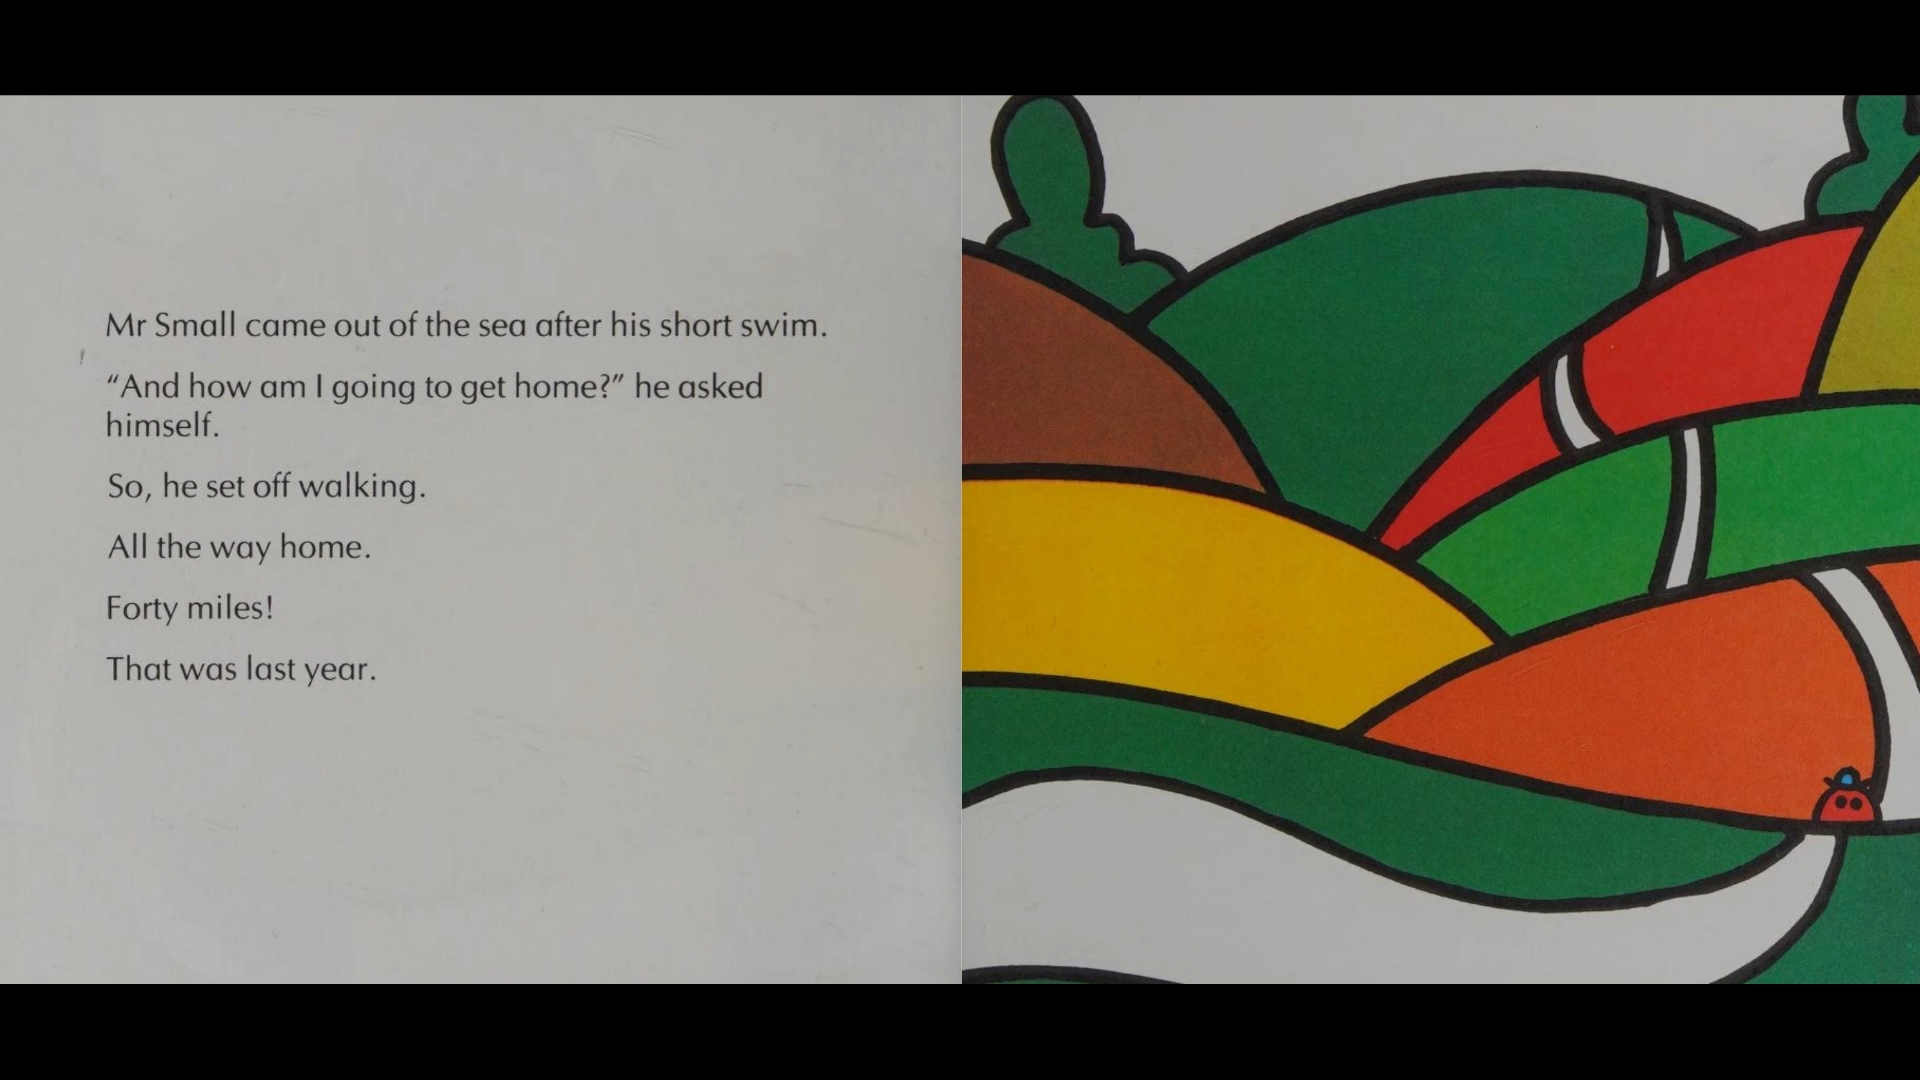 Mr Small came out of the sea after his short swim.
“And how am I going to get home?” he asked
himself.
So, he set off walking.
All the way home.
Forty miles!
That was last year.